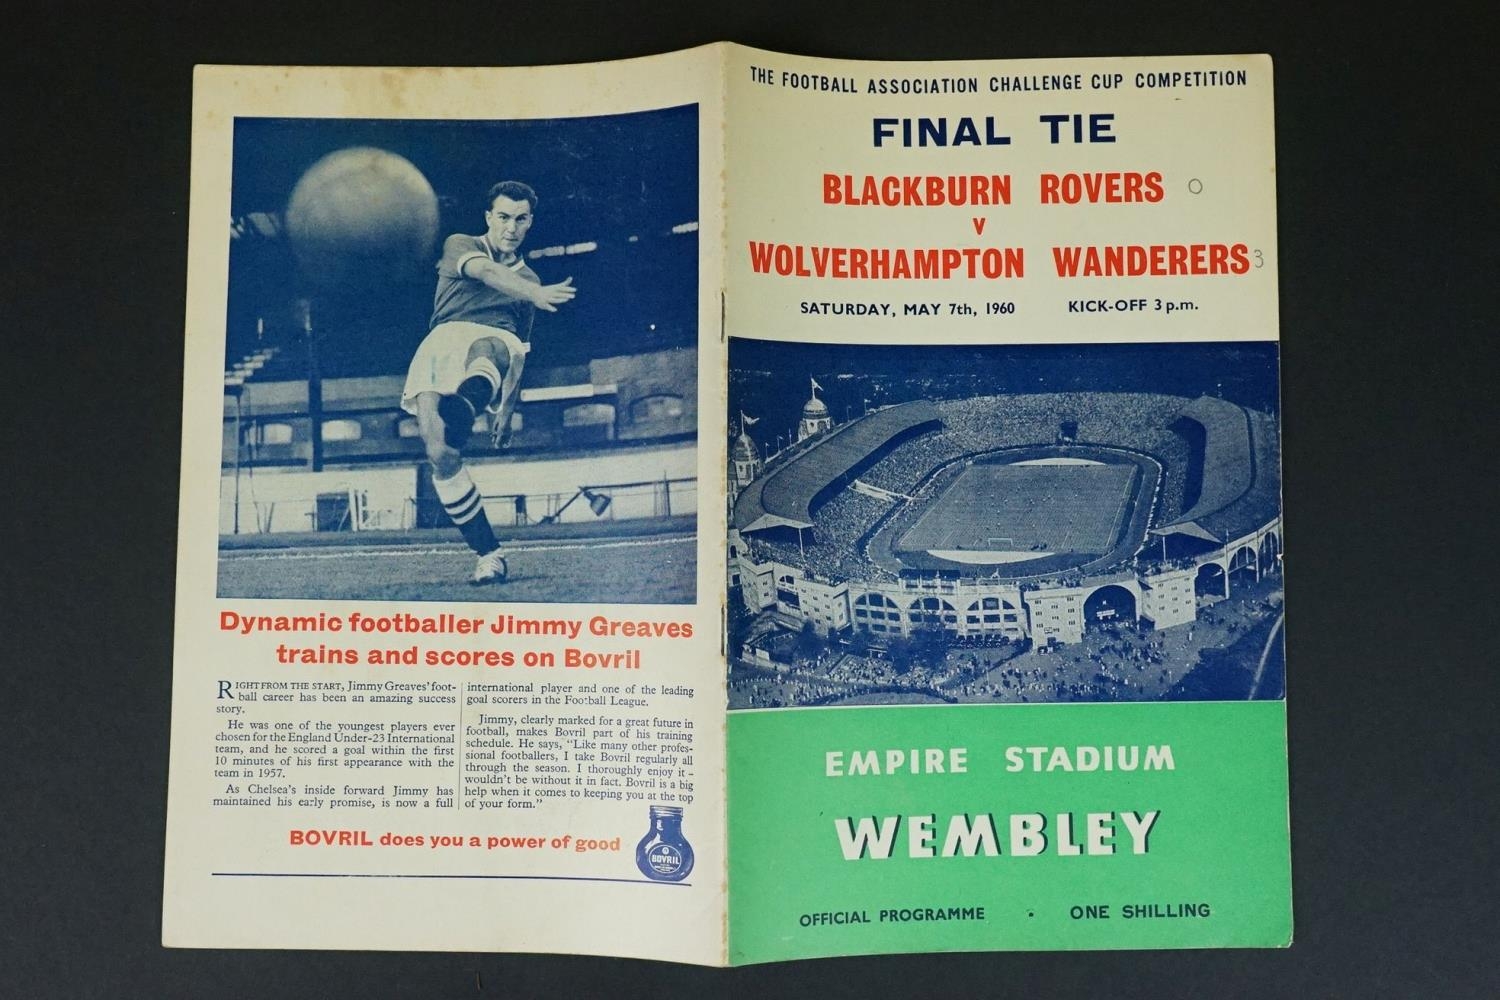 Dynamic footballer Jimmy Greaves
trains and scores on Bovril
RIGHT FROM THE START, Jimmy Greaves' foot-
ball career has been an amazing success
story.
He was one of the youngest players ever
chosen for the England Under-23 International
team, and he scored a goal within the first
10 minutes of his first appearance with the
team in 1957.
As Chelsea's inside forward Jimmy has
maintained his early promise, is now a full
international player and one of the leading
goal scorers in the Football League.
Jimmy, clearly marked for a great future in
football, makes Bovril part of his training
schedule. He says, "Like many other profes-
sional footballers, I take Bovril regularly all
through the season. I thoroughly enjoy it –
wouldn't be without it in fact. Bovril is a big
help when it comes to keeping you at the top
of your form."
BOVRIL does you a power of good
BOVRIL
THE FOOTBALL ASSOCIATION CHALLENGE CUP COMPETITION
FINAL TIE
BLACKBURN ROVERS 0
v
WOLVERHAMPTON WANDERERS 3
SATURDAY, MAY 7th, 1960 KICK-OFF 3 p.m.
EMPIRE STADIUM
WEMBLEY
OFFICIAL PROGRAMME · ONE SHILLING